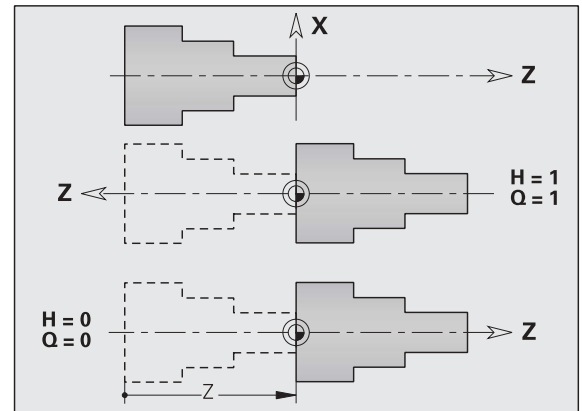 X
Z
Z
H = 1
Q = 1
H = 0
Q = 0
Z
Z